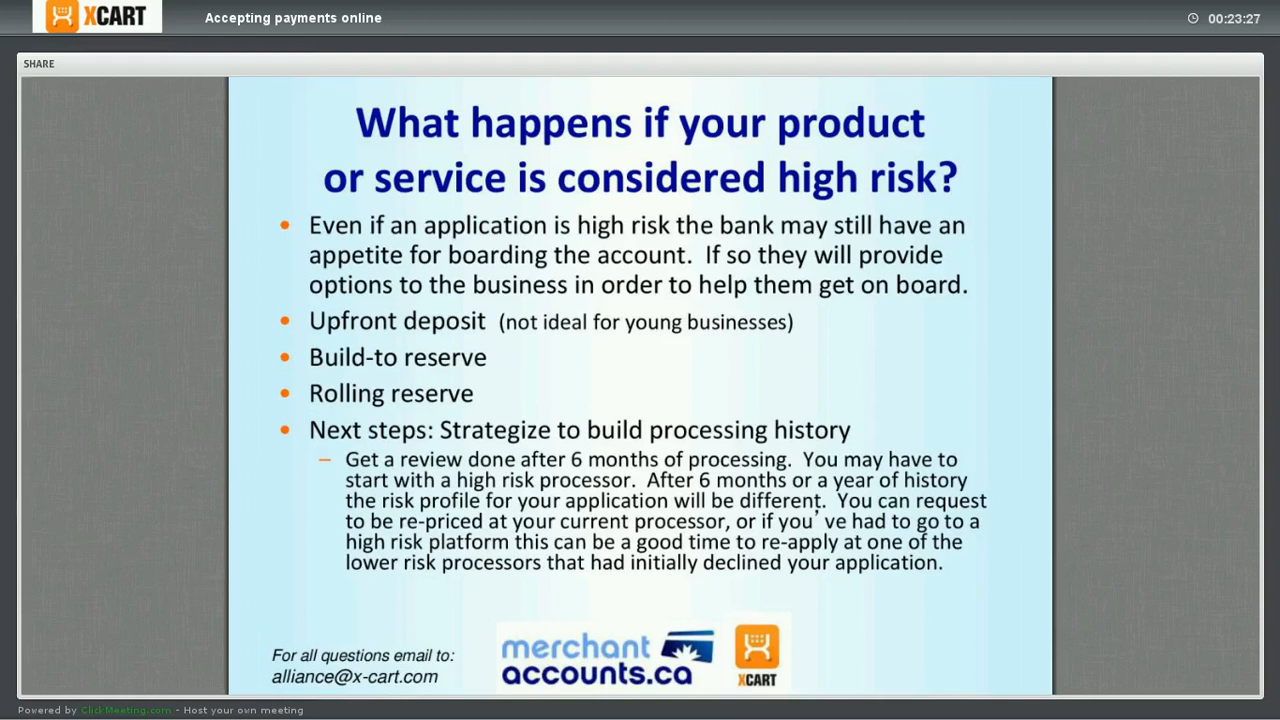 XCART
Accepting payments online
00:23:27
SHARE
What happens if your product
or service is considered high risk?
• Even if an application is high risk the bank may still have an
appetite for boarding the account.  If so they will provide
options to the business in order to help them get on board.
• Upfront deposit (not ideal for young businesses)
• Build-to reserve
• Rolling reserve
• Next steps: Strategize to build processing history
– Get a review done after 6 months of processing.  You may have to
start with a high risk processor.  After 6 months or a year of history
the risk profile for your application will be different.  You can request
to be re-priced at your current processor, or if you’ ve had to go to a
high risk platform this can be a good time to re-apply at one of the
lower risk processors that had initially declined your application.
For all questions email to:
alliance@x-cart.com
merchant
accounts.ca
XCART
Powered by ClickMeeting.com - Host your own meeting